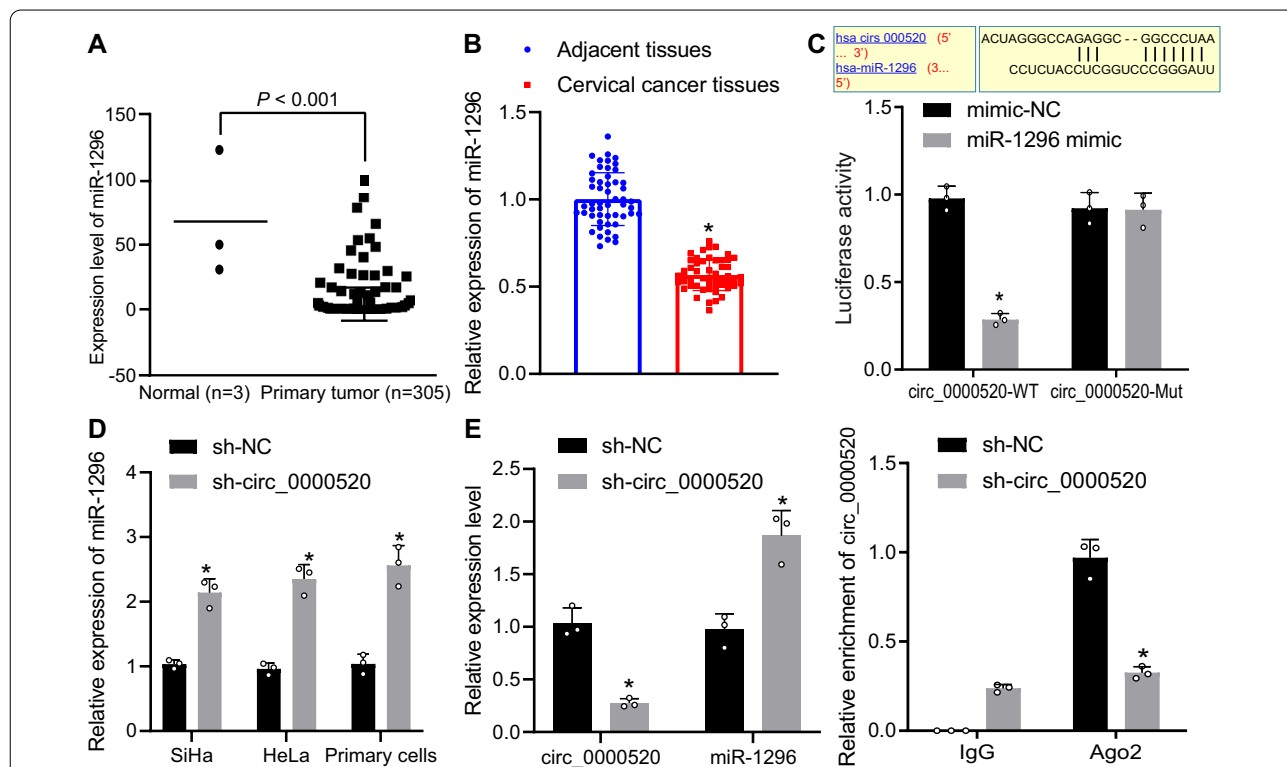 A
P < 0.001
Expression level of miR-1296
150
100
50
0
-50
Normal (n=3)
Primary tumor (n=305)
B
Adjacent tissues
Cervical cancer tissues
Relative expression of miR-1296
1.5
1.0
0.5
0.0
*
C
hsa cirs 000520 (5'
... 3')
hsa-miR-1296 (3...
5')
ACUAGGGCCAGAGGC - - GGCCCUAA
CCUCUACCUCGGUCCCGGGAUU
mimic-NC
miR-1296 mimic
Luciferase activity
1.5
1.0
0.5
0.0
*
circ_0000520-WT
circ_0000520-Mut
D
sh-NC
sh-circ_0000520
Relative expression of miR-1296
4
3
2
1
0
*
*
*
SiHa
HeLa
Primary cells
E
sh-NC
sh-circ_0000520
Relative expression level
2.5
2.0
1.5
1.0
0.5
0.0
*
*
circ_0000520
miR-1296
sh-NC
sh-circ_0000520
Relative enrichment of circ_0000520
1.5
1.0
0.5
0.0
*
IgG
Ago2